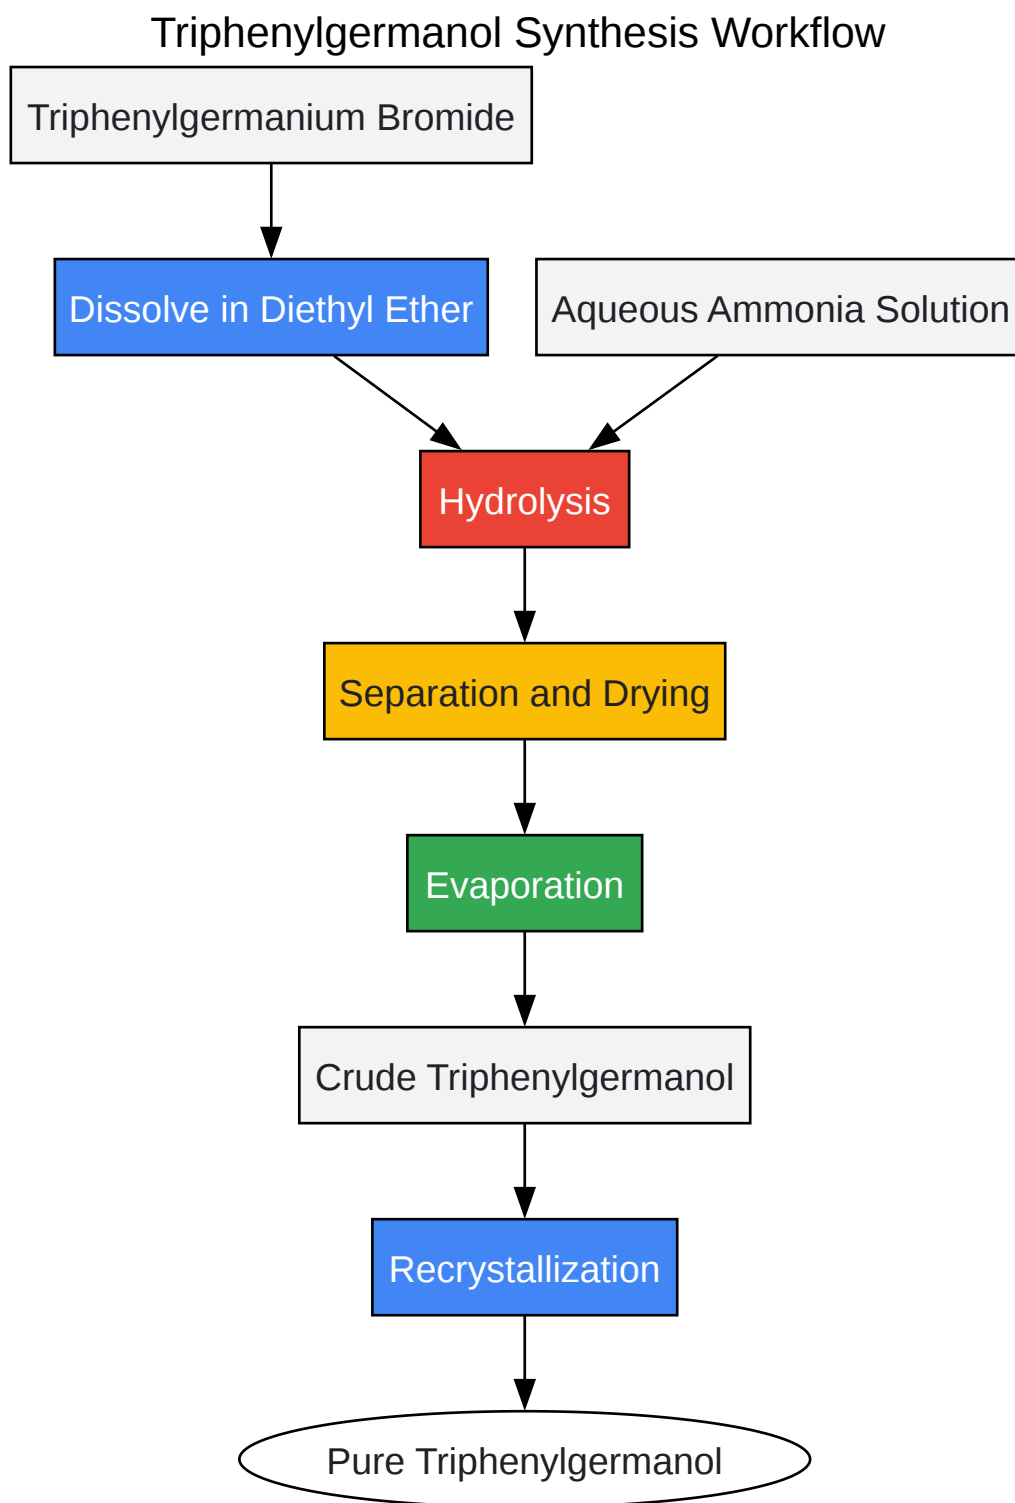 Triphenylgermanol Synthesis Workflow
Triphenylgermanium Bromide
Dissolve in Diethyl Ether
Aqueous Ammonia Solution
Hydrolysis
Separation and Drying
Evaporation
Crude Triphenylgermanol
Recrystallization
Pure Triphenylgermanol